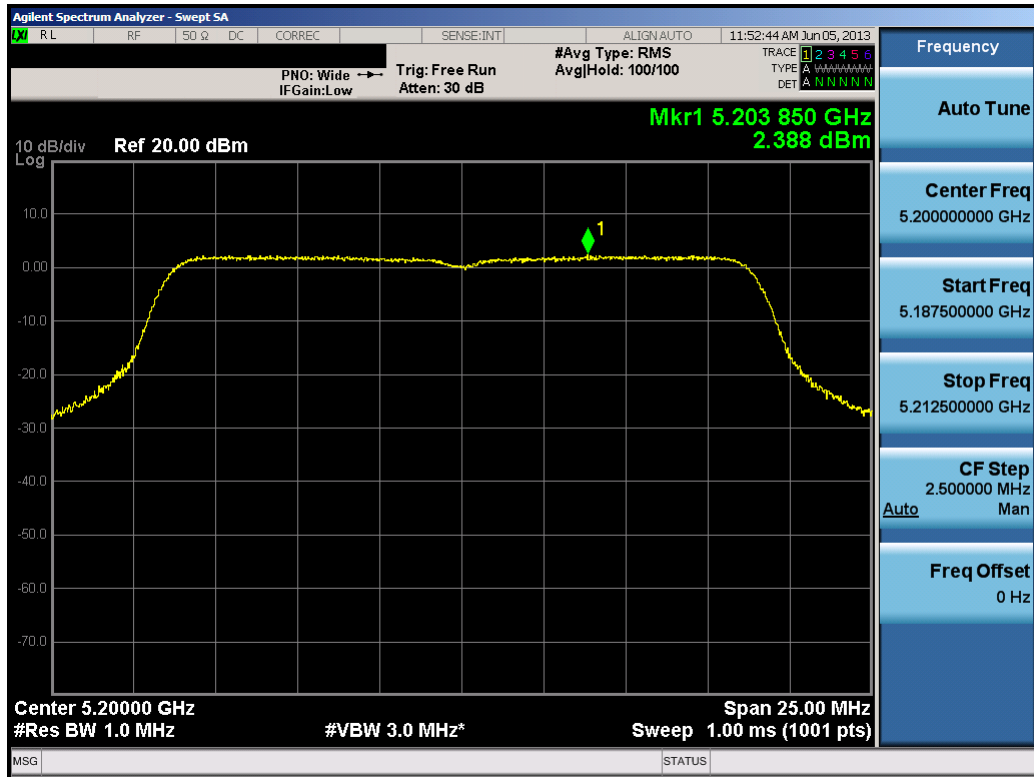 Agilent Spectrum Analyzer - Swept SA
LXI RL RF 50 Ω DC CORREC SENSE:INT ALIGNAUTO 11:52:44 AM Jun 05, 2013
PNO: Wide
IFGain:Low
Trig: Free Run
Atten: 30 dB
#Avg Type: RMS
Avg|Hold: 100/100
TRACE 1 2 3 4 5 6
TYPE A WWWWW
DET A N N N N N
Mkr1 5.203 850 GHz
2.388 dBm
10 dB/div Ref 20.00 dBm
Log
10.0
0.00
-10.0
-20.0
-30.0
-40.0
-50.0
-60.0
-70.0
1
Center 5.20000 GHz Span 25.00 MHz
#Res BW 1.0 MHz #VBW 3.0 MHz* Sweep 1.00 ms (1001 pts)
MSG STATUS
Frequency
Auto Tune
Center Freq
5.200000000 GHz
Start Freq
5.187500000 GHz
Stop Freq
5.212500000 GHz
CF Step
2.500000 MHz
Auto Man
Freq Offset
0 Hz